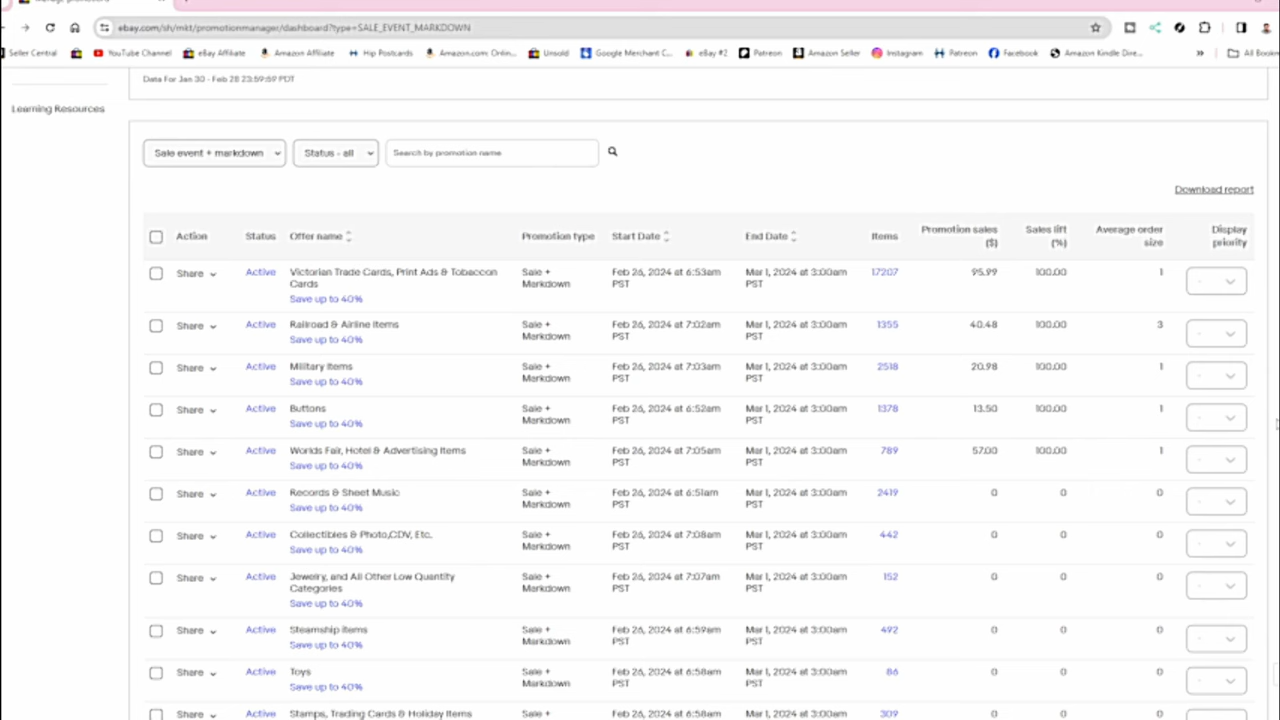 ebay.com/sh/mkt/promotionmanager/dashboard?type=SALE_EVENT_MARKDOWN
Seller Central YouTube Channel eBay Affiliate Amazon Affiliate Hip Postcards Amazon.com: Onlin... Unsold Google Merchant C... eBay #2 Patreon Amazon Seller Instagram Patreon Facebook Amazon Kindle Dire... » All Bookm
Data For Jan 30 - Feb 28 23:59:59 PDT
Learning Resources
Sale event + markdown Status - all Search by promotion name
Download report
Action Status Offer name Promotion type Start Date End Date Items Promotion sales ($) Sales lift (%) Average order size Display priority
Share Active Victorian Trade Cards, Print Ads & Tobaccon Sale + Feb 26, 2024 at 6:53am Mar 1, 2024 at 3:00am 17207 95.99 100.00 1
Cards Markdown PST PST
Save up to 40%
Share Active Railroad & Airline Items Sale + Feb 26, 2024 at 7:02am Mar 1, 2024 at 3:00am 1355 40.48 100.00 3
Save up to 40% Markdown PST PST
Share Active Military Items Sale + Feb 26, 2024 at 7:03am Mar 1, 2024 at 3:00am 2518 20.98 100.00 1
Save up to 40% Markdown PST PST
Share Active Buttons Sale + Feb 26, 2024 at 6:52am Mar 1, 2024 at 3:00am 1378 13.50 100.00 1
Save up to 40% Markdown PST PST
Share Active Worlds Fair, Hotel & Advertising Items Sale + Feb 26, 2024 at 7:05am Mar 1, 2024 at 3:00am 789 57.00 100.00 1
Save up to 40% Markdown PST PST
Share Active Records & Sheet Music Sale + Feb 26, 2024 at 6:51am Mar 1, 2024 at 3:00am 2419 0 0 0
Save up to 40% Markdown PST PST
Share Active Collectibles & Photo,CDV, Etc. Sale + Feb 26, 2024 at 7:08am Mar 1, 2024 at 3:00am 442 0 0 0
Save up to 40% Markdown PST PST
Share Active Jewelry, and All Other Low Quantity Sale + Feb 26, 2024 at 7:07am Mar 1, 2024 at 3:00am 152 0 0 0
Categories Markdown PST PST
Save up to 40%
Share Active Steamship items Sale + Feb 26, 2024 at 6:59am Mar 1, 2024 at 3:00am 492 0 0 0
Save up to 40% Markdown PST PST
Share Active Toys Sale + Feb 26, 2024 at 6:58am Mar 1, 2024 at 3:00am 86 0 0 0
Save up to 40% Markdown PST PST
Share Active Stamps, Trading Cards & Holiday Items Sale + Feb 26, 2024 at 6:58am Mar 1, 2024 at 3:00am 309 0 0 0